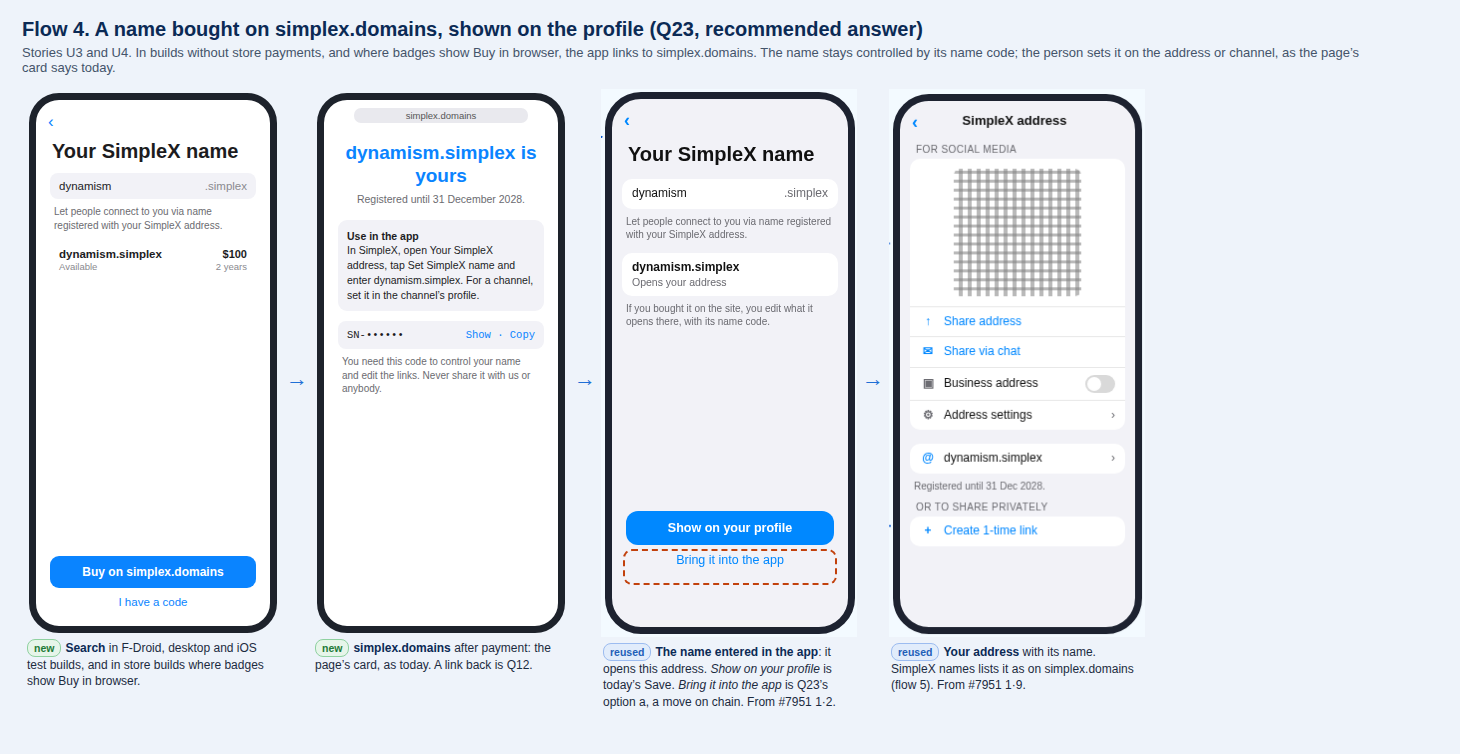 Flow 4. A name bought on simplex.domains, shown on the profile (Q23, recommended answer)
Stories U3 and U4. In builds without store payments, and where badges show Buy in browser, the app links to simplex.domains. The name stays controlled by its name code; the person sets it on the address or channel, as the page's
card says today.
‹
Your SimpleX name
dynamism .simplex
Let people connect to you via name
registered with your SimpleX address.
dynamism.simplex $100
Available 2 years
Buy on simplex.domains
I have a code
new Search in F-Droid, desktop and iOS
test builds, and in store builds where badges
show Buy in browser.
→
simplex.domains
dynamism.simplex is
yours
Registered until 31 December 2028.
Use in the app
In SimpleX, open Your SimpleX
address, tap Set SimpleX name and
enter dynamism.simplex. For a channel,
set it in the channel's profile.
SN-•••••• Show · Copy
You need this code to control your name
and edit the links. Never share it with us or
anybody.
new simplex.domains after payment: the
page's card, as today. A link back is Q12.
→
‹
Your SimpleX name
dynamism .simplex
Let people connect to you via name registered
with your SimpleX address.
dynamism.simplex
Opens your address
If you bought it on the site, you edit what it
opens there, with its name code.
Show on your profile
Bring it into the app
reused The name entered in the app: it
opens this address. Show on your profile is
today's Save. Bring it into the app is Q23's
option a, a move on chain. From #7951 1·2.
→
‹ SimpleX address
FOR SOCIAL MEDIA
↑ Share address
✉ Share via chat
▣ Business address
⚙ Address settings ›
@ dynamism.simplex ›
Registered until 31 Dec 2028.
OR TO SHARE PRIVATELY
+ Create 1-time link
reused Your address with its name.
SimpleX names lists it as on simplex.domains
(flow 5). From #7951 1·9.